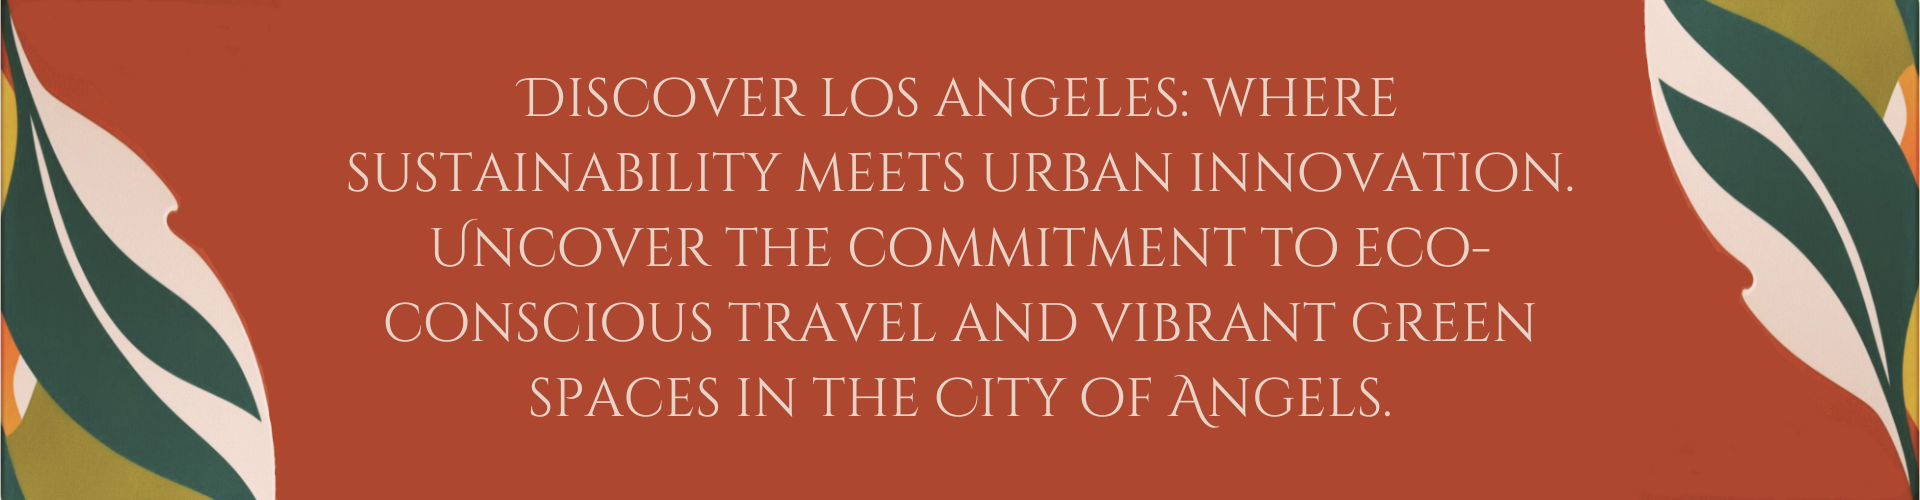 Discover Los Angeles: where
sustainability meets urban innovation.
Uncover the commitment to eco-
conscious travel and vibrant green
spaces in the City of Angels.